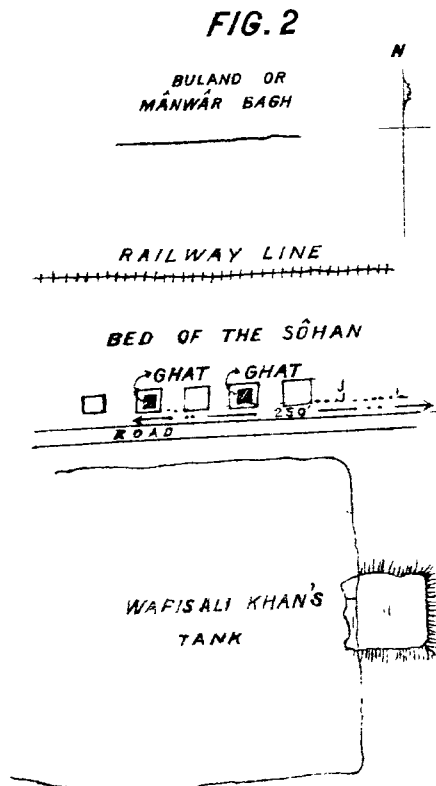 FIG. 2
N
BULAND OR
MÂNWÂR BAGH
RAILWAY LINE
BED OF THE SÔHAN
GHAT GHAT
250'
ROAD
WAFISALI KHAN'S
TANK